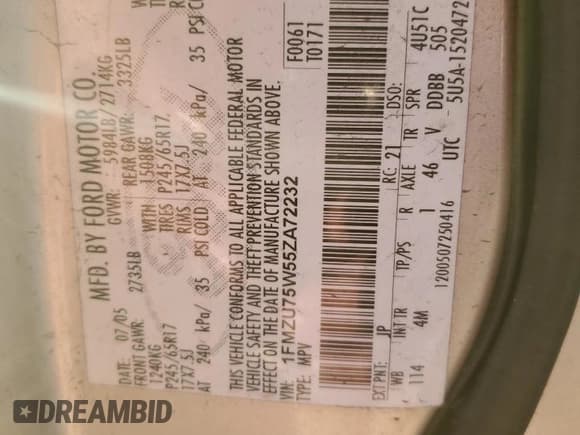 MFD. BY FORD MOTOR CO.
DATE: 07/05 GVWR: 5984LB/ 2714KG
FRONT GAWR: 2735LB REAR GAWR: 3325LB
1240KG WITH 1508KG WITH
P245/65R17 TIRES P245/65R17
17X7.5J RIMS 17X7.5J
AT 240 kPa/ 35 PSI COLD AT 240 kPa/ 35 PSI
THIS VEHICLE CONFORMS TO ALL APPLICABLE FEDERAL MOTOR
VEHICLE SAFETY AND THEFT PREVENTION STANDARDS IN
EFFECT ON THE DATE OF MANUFACTURE SHOWN ABOVE.
VIN: 1FMZU75W55ZA72232 F0061
TYPE: MPV T0171
EXT PNT: JP RC: 21 DSO:
WB INT TR TP/PS R AXLE TR SPR 4U51C
114 4M 1 46 V DDBB 505
1200507250416 UTC 5U5A-1520472
DREAMBID